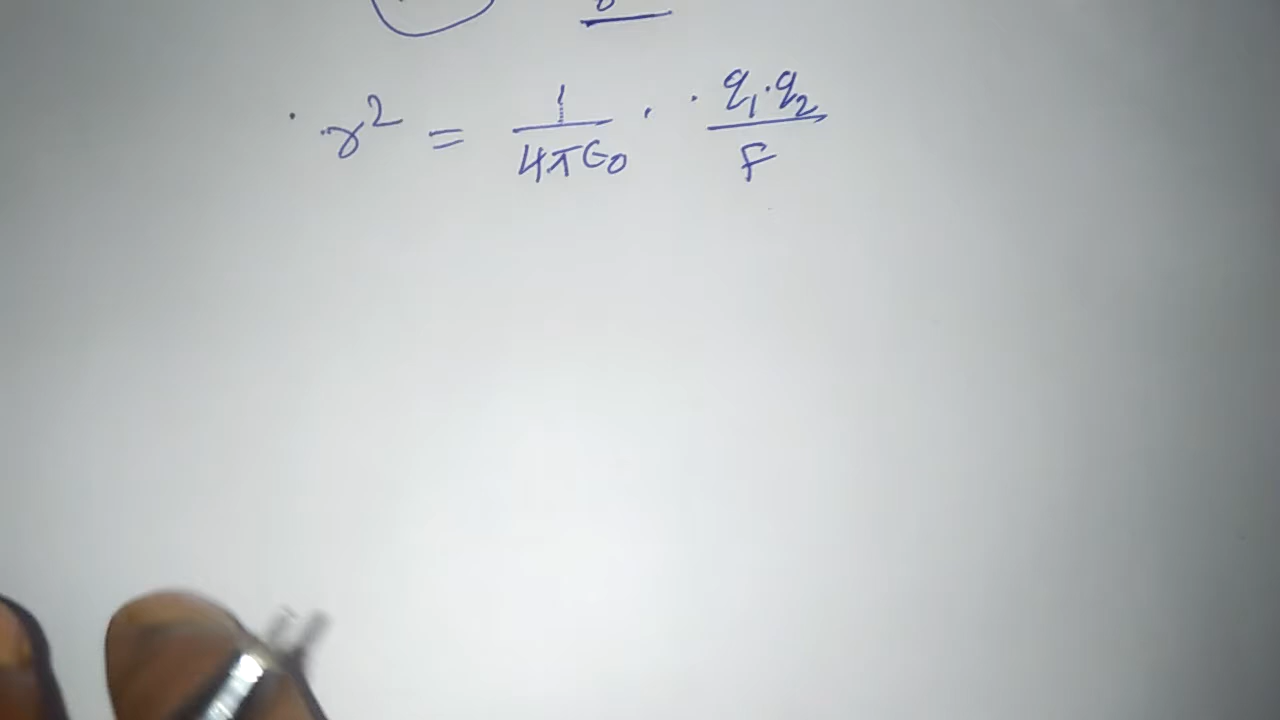 r² = 1/4πϵ₀ · · q₁·q₂/F